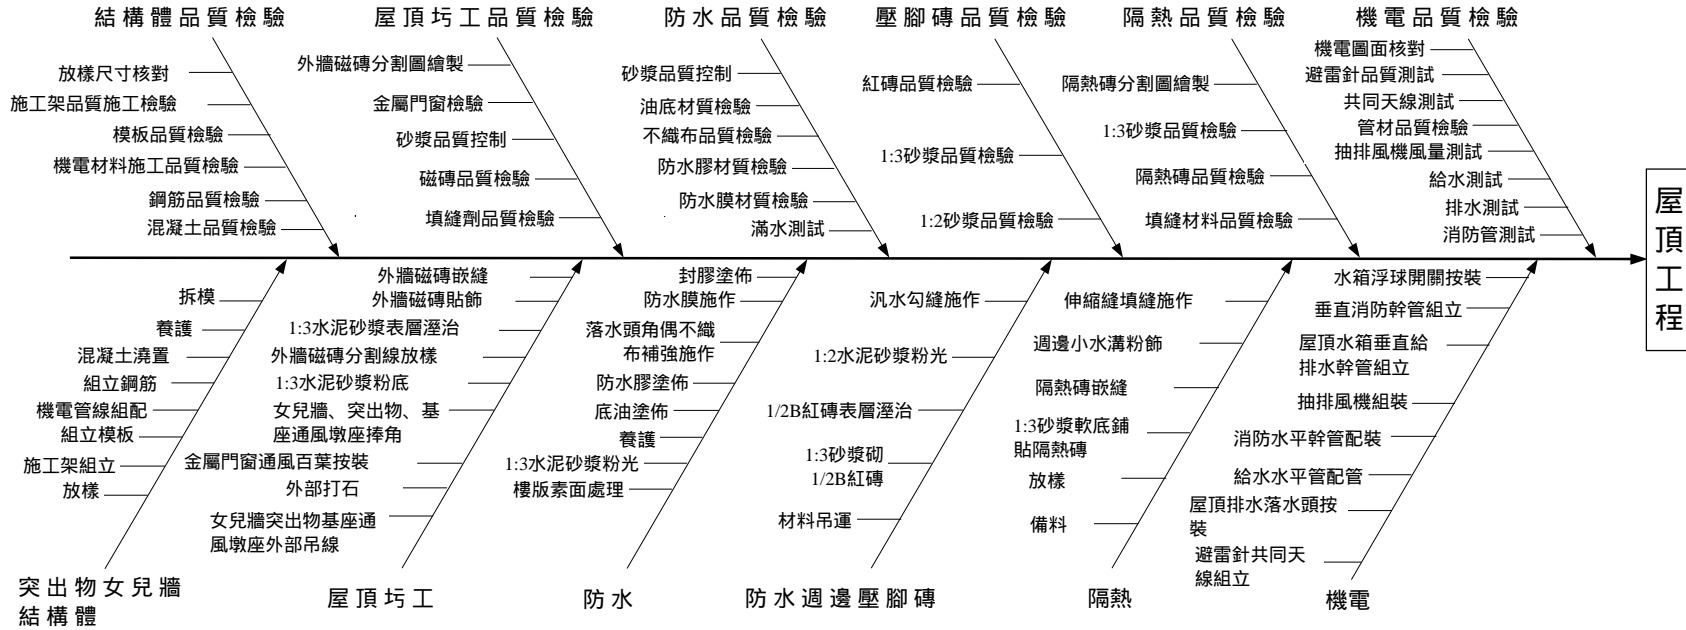 結構體品質檢驗
放樣尺寸核對
施工架品質施工檢驗
模板品質檢驗
機電材料施工品質檢驗
鋼筋品質檢驗
混凝土品質檢驗
屋頂圬工品質檢驗
外牆磁磚分割圖繪製
金屬門窗檢驗
砂漿品質控制
磁磚品質檢驗
填縫劑品質檢驗
防水品質檢驗
砂漿品質控制
油底材質檢驗
不織布品質檢驗
防水膠材質檢驗
防水膜材質檢驗
滿水測試
壓腳磚品質檢驗
紅磚品質檢驗
1:3砂漿品質檢驗
1:2砂漿品質檢驗
隔熱品質檢驗
隔熱磚分割圖繪製
1:3砂漿品質檢驗
隔熱磚品質檢驗
填縫材料品質檢驗
機電品質檢驗
機電圖面核對
避雷針品質測試
共同天線測試
管材品質檢驗
抽排風機風量測試
給水測試
排水測試
消防管測試
屋頂工程
拆模
養護
混凝土澆置
組立鋼筋
機電管線組配
組立模板
施工架組立
放樣
突出物女兒牆
結構體
外牆磁磚嵌縫
外牆磁磚貼飾
1:3水泥砂漿表層溼治
外牆磁磚分割線放樣
1:3水泥砂漿粉底
女兒牆、突出物、基
座通風墩座捧角
金屬門窗通風百葉按裝
外部打石
女兒牆突出物基座通
風墩座外部吊線
屋頂圬工
封膠塗佈
防水膜施作
落水頭角偶不織
布補強施作
防水膠塗佈
底油塗佈
養護
1:3水泥砂漿粉光
樓版素面處理
防水
汎水勾縫施作
1:2水泥砂漿粉光
1/2B紅磚表層溼治
1:3砂漿砌
1/2B紅磚
材料吊運
防水週邊壓腳磚
伸縮縫填縫施作
週邊小水溝粉飾
隔熱磚嵌縫
1:3砂漿軟底鋪
貼隔熱磚
放樣
備料
隔熱
水箱浮球開關按裝
垂直消防幹管組立
屋頂水箱垂直給
排水幹管組立
抽排風機組裝
消防水平幹管配裝
給水水平管配管
屋頂排水落水頭按
裝
避雷針共同天
線組立
機電